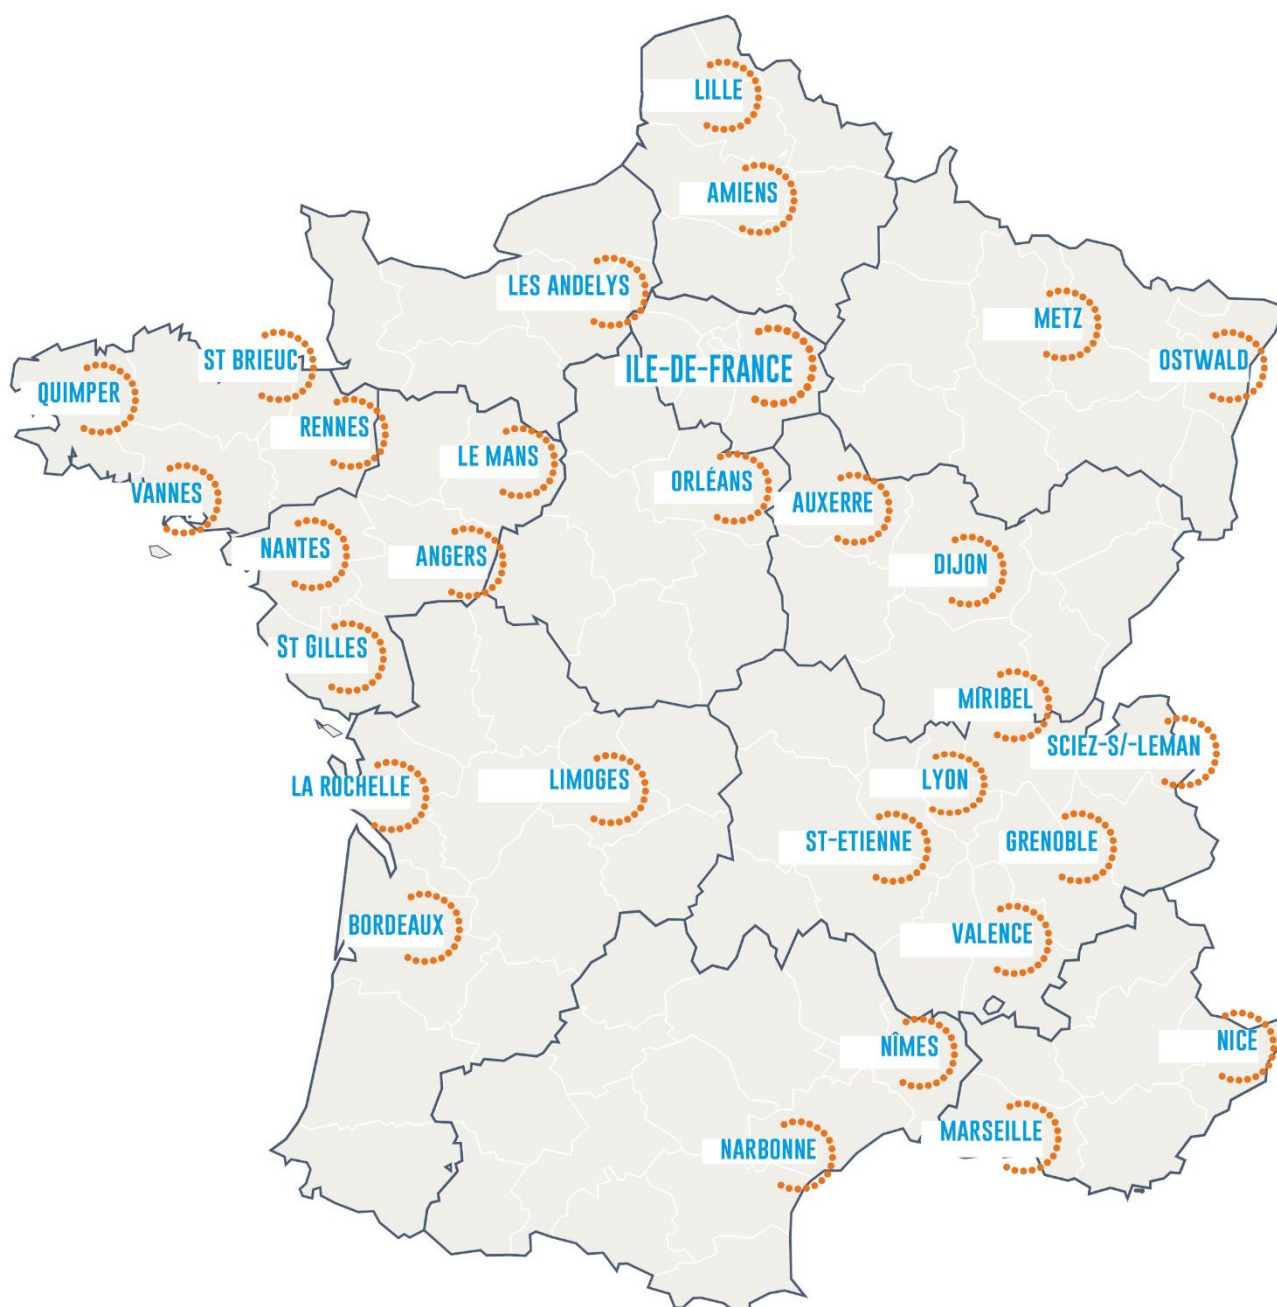 LILLE
AMIENS
LES ANDELYS
METZ
ILE-DE-FRANCE
OSTWALD
ST BRIEUC
QUIMPER
RENNES
LE MANS
ORLÉANS
VANNES
AUXERRE
NANTES
ANGERS
DIJON
ST GILLES
MIRIBEL
SCIEZ-S/-LEMAN
LA ROCHELLE
LIMOGES
LYON
ST-ETIENNE
GRENOBLE
BORDEAUX
VALENCE
NÎMES
NICE
MARSEILLE
NARBONNE